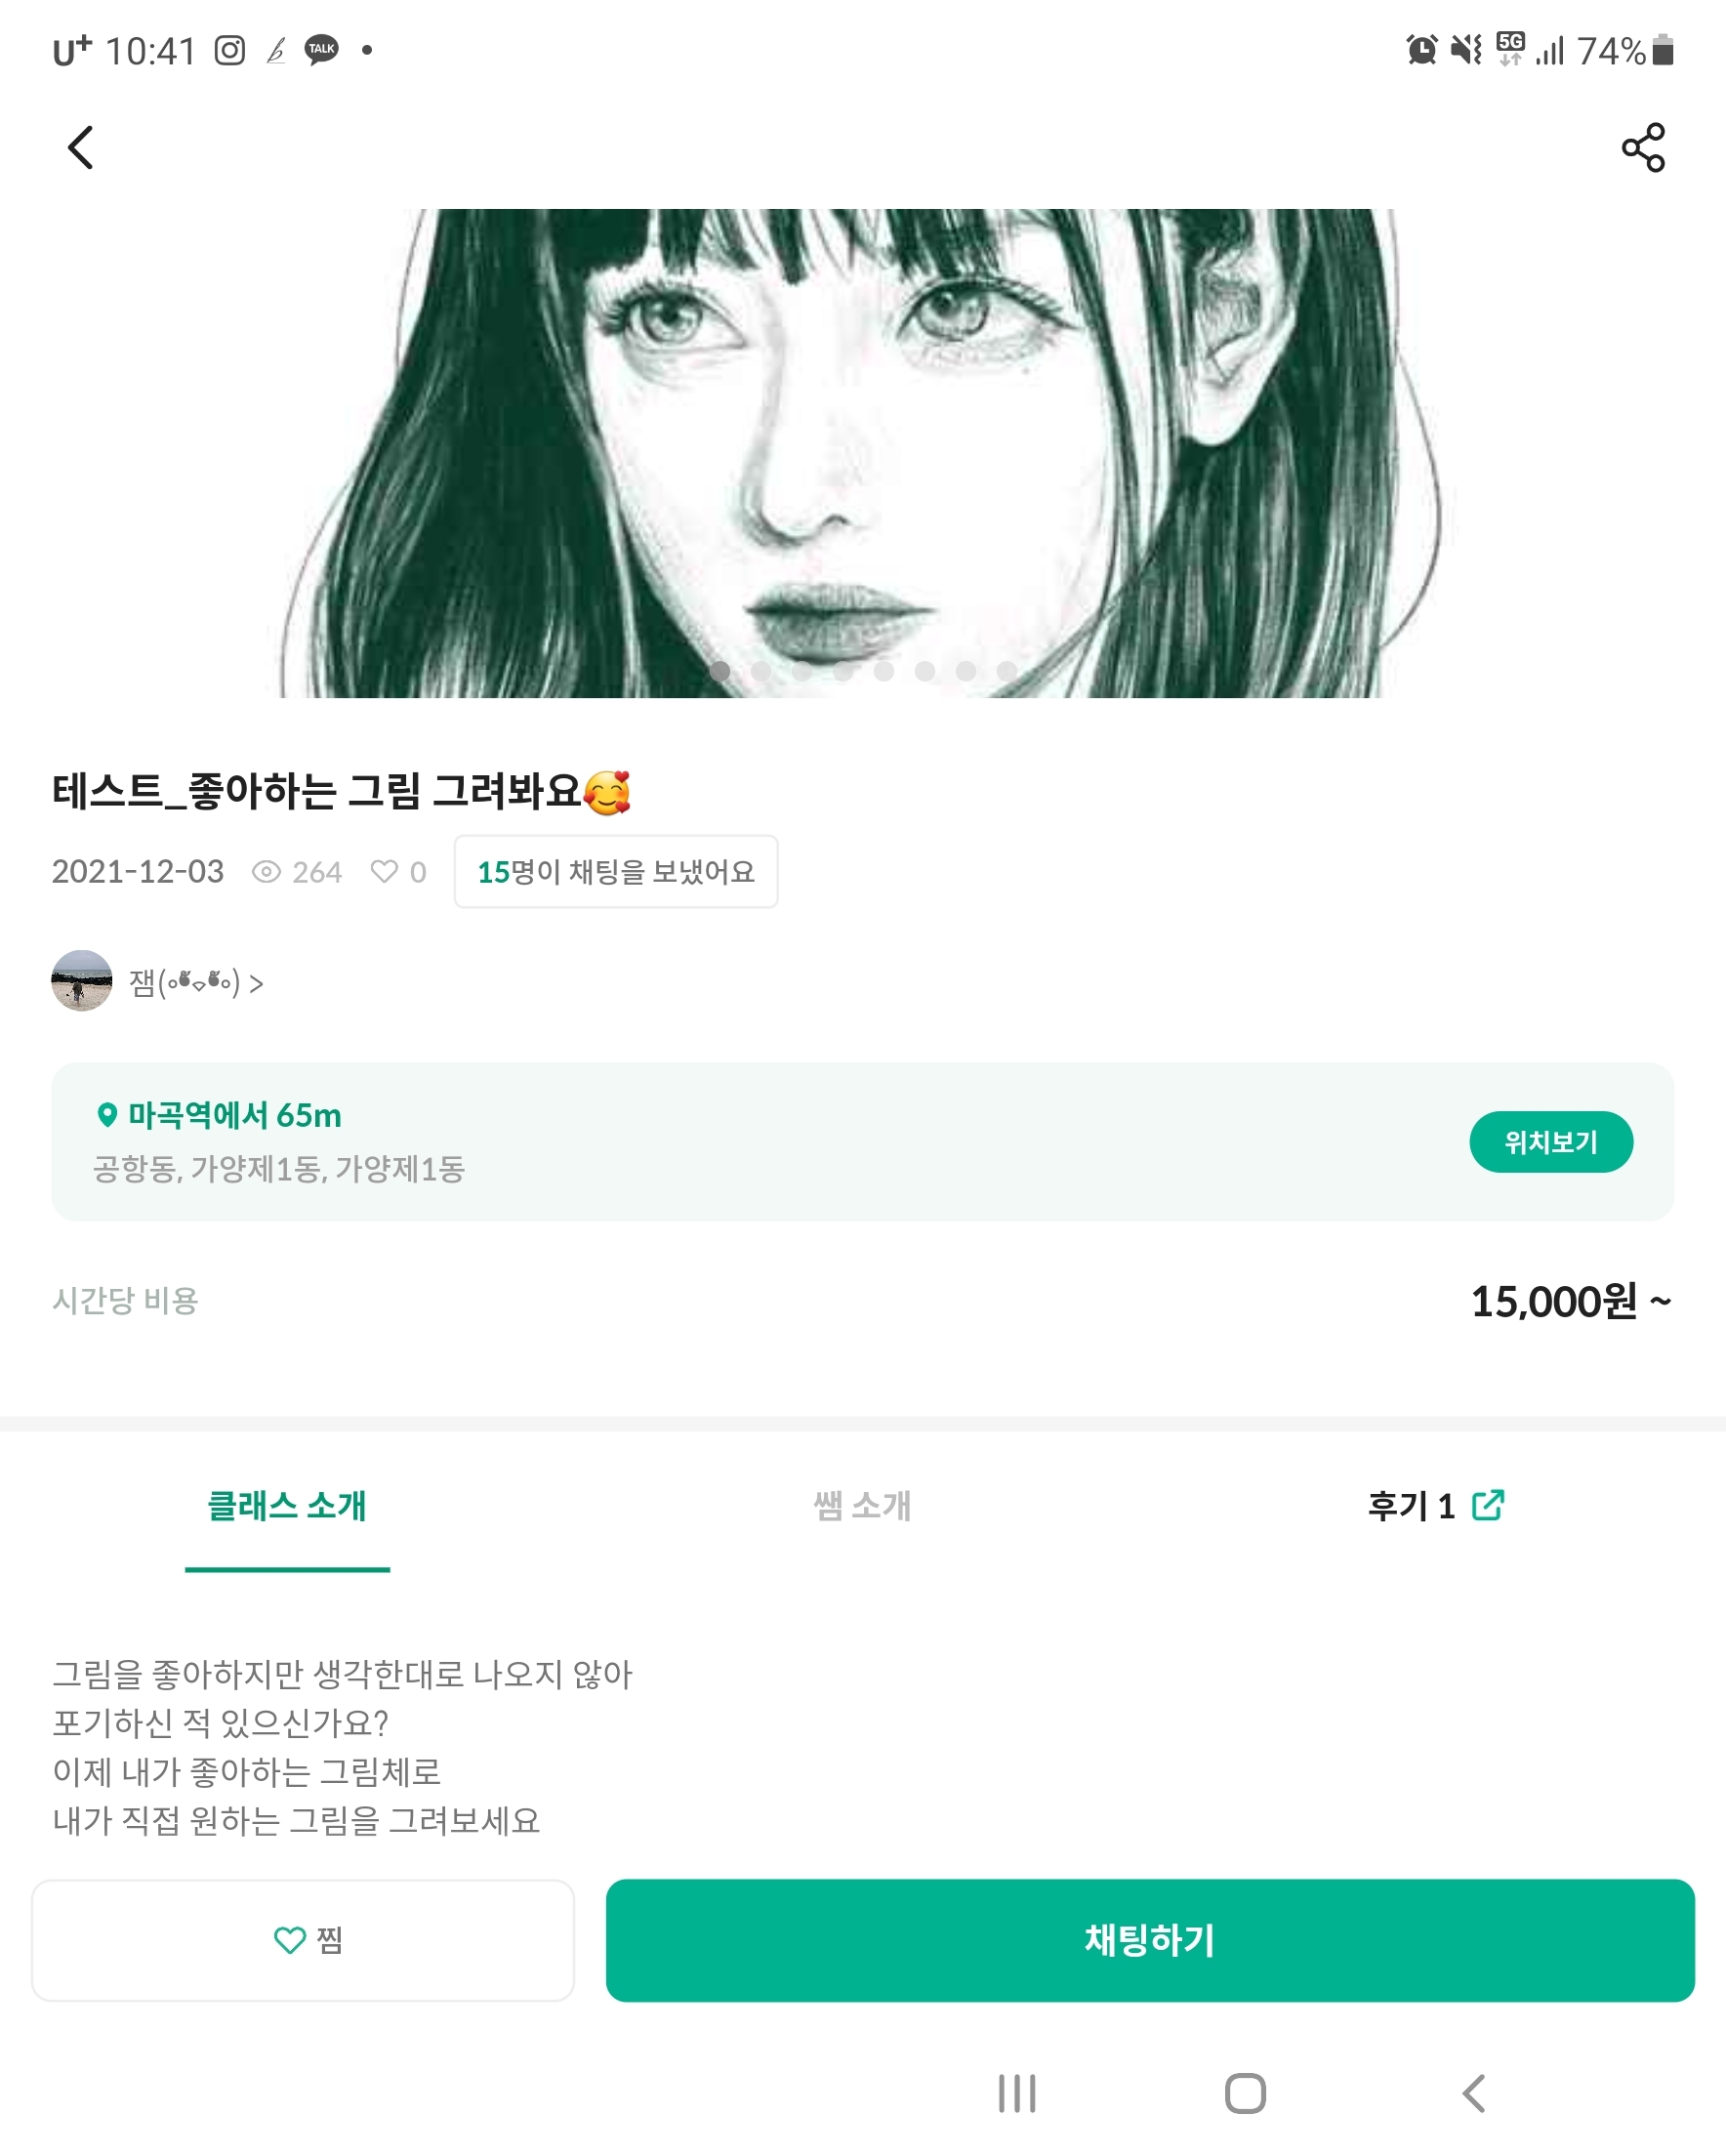 U+ 10:41 TALK 5G 74%
테스트_좋아하는 그림 그려봐요🥰
2021-12-03 264 0 15명이 채팅을 보냈어요
마곡역에서 65m
공항동, 가양제1동, 가양제1동
위치보기
시간당 비용 15,000원 ~
클래스 소개 쌤 소개 후기 1
그림을 좋아하지만 생각한대로 나오지 않아
포기하신 적 있으신가요?
이제 내가 좋아하는 그림체로
내가 직접 원하는 그림을 그려보세요
찜 채팅하기